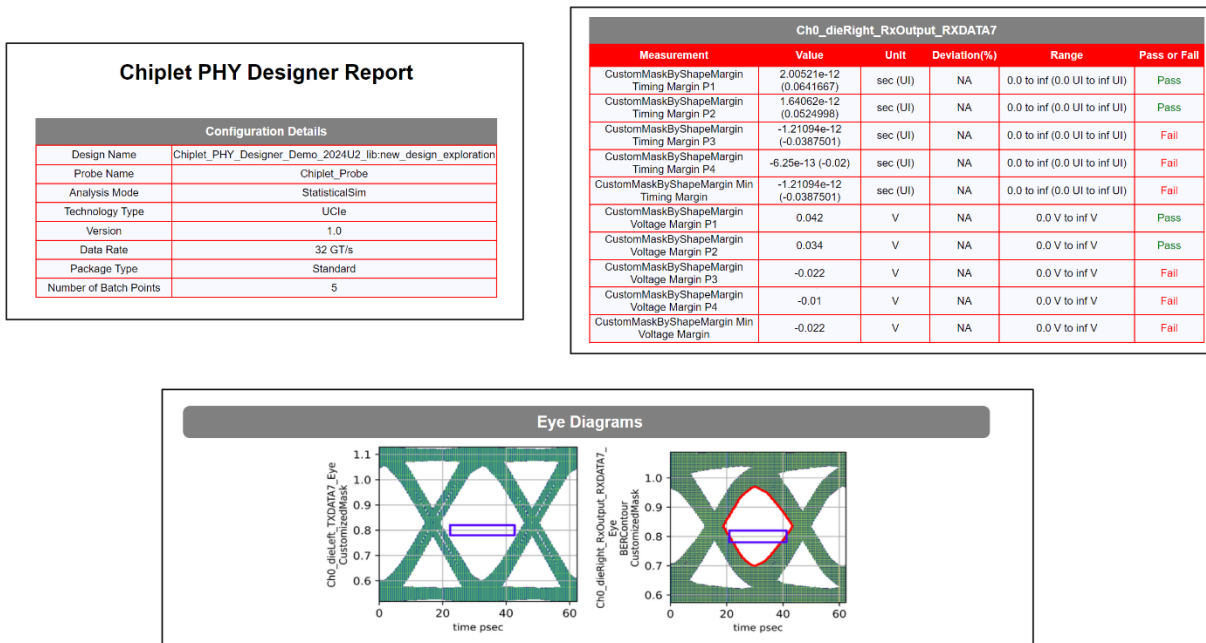 Chiplet PHY Designer Report
Configuration Details
Design Name Chiplet_PHY_Designer_Demo_2024U2_lib:new_design_exploration
Probe Name Chiplet_Probe
Analysis Mode StatisticalSim
Technology Type UCIe
Version 1.0
Data Rate 32 GT/s
Package Type Standard
Number of Batch Points 5
Ch0_dieRight_RxOutput_RXDATA7
Measurement Value Unit Deviation(%) Range Pass or Fail
CustomMaskByShapeMargin
Timing Margin P1
2.00521e-12
(0.0641667)
sec (UI) NA 0.0 to inf (0.0 UI to inf UI) Pass
CustomMaskByShapeMargin
Timing Margin P2
1.64062e-12
(0.0524998)
sec (UI) NA 0.0 to inf (0.0 UI to inf UI) Pass
CustomMaskByShapeMargin
Timing Margin P3
-1.21094e-12
(-0.0387501)
sec (UI) NA 0.0 to inf (0.0 UI to inf UI) Fail
CustomMaskByShapeMargin
Timing Margin P4
-6.25e-13 (-0.02) sec (UI) NA 0.0 to inf (0.0 UI to inf UI) Fail
CustomMaskByShapeMargin Min
Timing Margin
-1.21094e-12
(-0.0387501)
sec (UI) NA 0.0 to inf (0.0 UI to inf UI) Fail
CustomMaskByShapeMargin
Voltage Margin P1
0.042 V NA 0.0 V to inf V Pass
CustomMaskByShapeMargin
Voltage Margin P2
0.034 V NA 0.0 V to inf V Pass
CustomMaskByShapeMargin
Voltage Margin P3
-0.022 V NA 0.0 V to inf V Fail
CustomMaskByShapeMargin
Voltage Margin P4
-0.01 V NA 0.0 V to inf V Fail
CustomMaskByShapeMargin Min
Voltage Margin
-0.022 V NA 0.0 V to inf V Fail
Eye Diagrams
Ch0_dieLeft_TXDATA7_Eye
CustomizedMask
1.1
1.0
0.9
0.8
0.7
0.6
0 20 40 60
time psec
Ch0_dieRight_RxOutput_RXDATA7_
Eye
BERContour
CustomizedMask
1.0
0.9
0.8
0.7
0.6
0 20 40 60
time psec